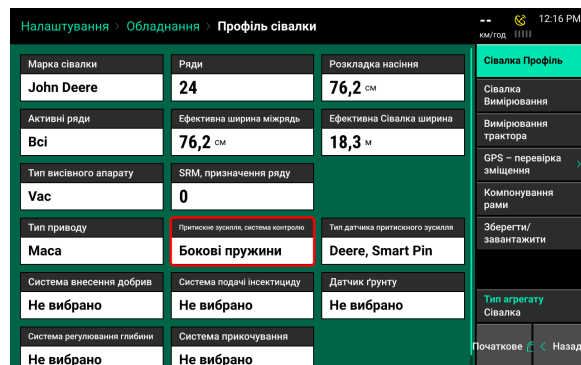 Налаштування > Обладнання > Профіль сівалки
-- 12:16 PM
км/год
Марка сівалки
John Deere
Ряди
24
Розкладка насіння
76,2 см
Активні ряди
Всі
Ефективна ширина міжрядь
76,2 см
Ефективна Сівалка ширина
18,3 м
Тип висівного апарату
Vac
SRM, призначення ряду
0
Тип приводу
Маса
Притискне зусилля, система контролю
Бокові пружини
Тип датчика притискного зусилля
Deere, Smart Pin
Система внесення добрив
Не вибрано
Система подачі інсектициду
Не вибрано
Датчик ґрунту
Не вибрано
Система регулювання глибини
Не вибрано
Система прикочування
Не вибрано
Сівалка Профіль
Сівалка
Вимірювання
Вимірювання
трактора
GPS – перевірка
зміщення
Компонування
рами
Зберегти/
завантажити
Тип агрегату
Сівалка
Початкове
< Назад